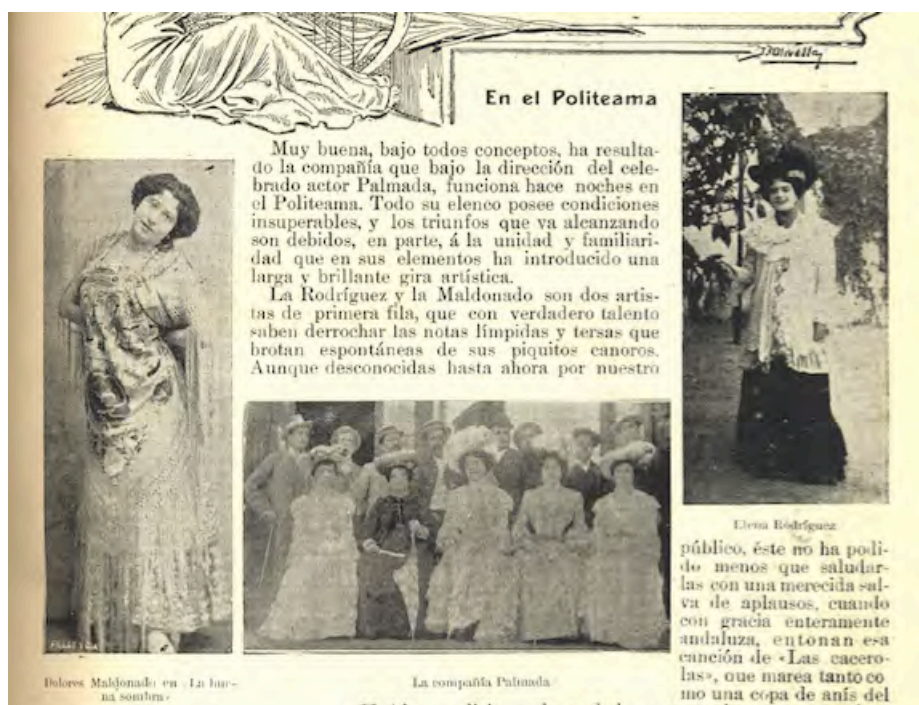 En el Politeama
Muy buena, bajo todos conceptos, ha resulta-
do la compañía que bajo la dirección del cele-
brado actor Palmada, funciona hace noches en
el Politeama. Todo su elenco posee condiciones
insuperables, y los triunfos que va alcanzando
son debidos, en parte, á la unidad y familiari-
dad que en sus elementos ha introducido una
larga y brillante gira artística.
La Rodríguez y la Maldonado son dos artis-
tas de primera fila, que con verdadero talento
saben derrochar las notas límpidas y tersas que
brotan espontáneas de sus piquitos canoros.
Aunque desconocidas hasta ahora por nuestro
Elena Rodríguez
público, éste no ha podi-
do menos que saludar-
las con una merecida sal-
va de aplausos, cuando
con gracia enteramente
andaluza, entonan esa
canción de «Las cacero-
las», que marea tanto co
mo una copa de anís del
Dolores Maldonado en «La bue-
na sombra»
La compañía Palmada